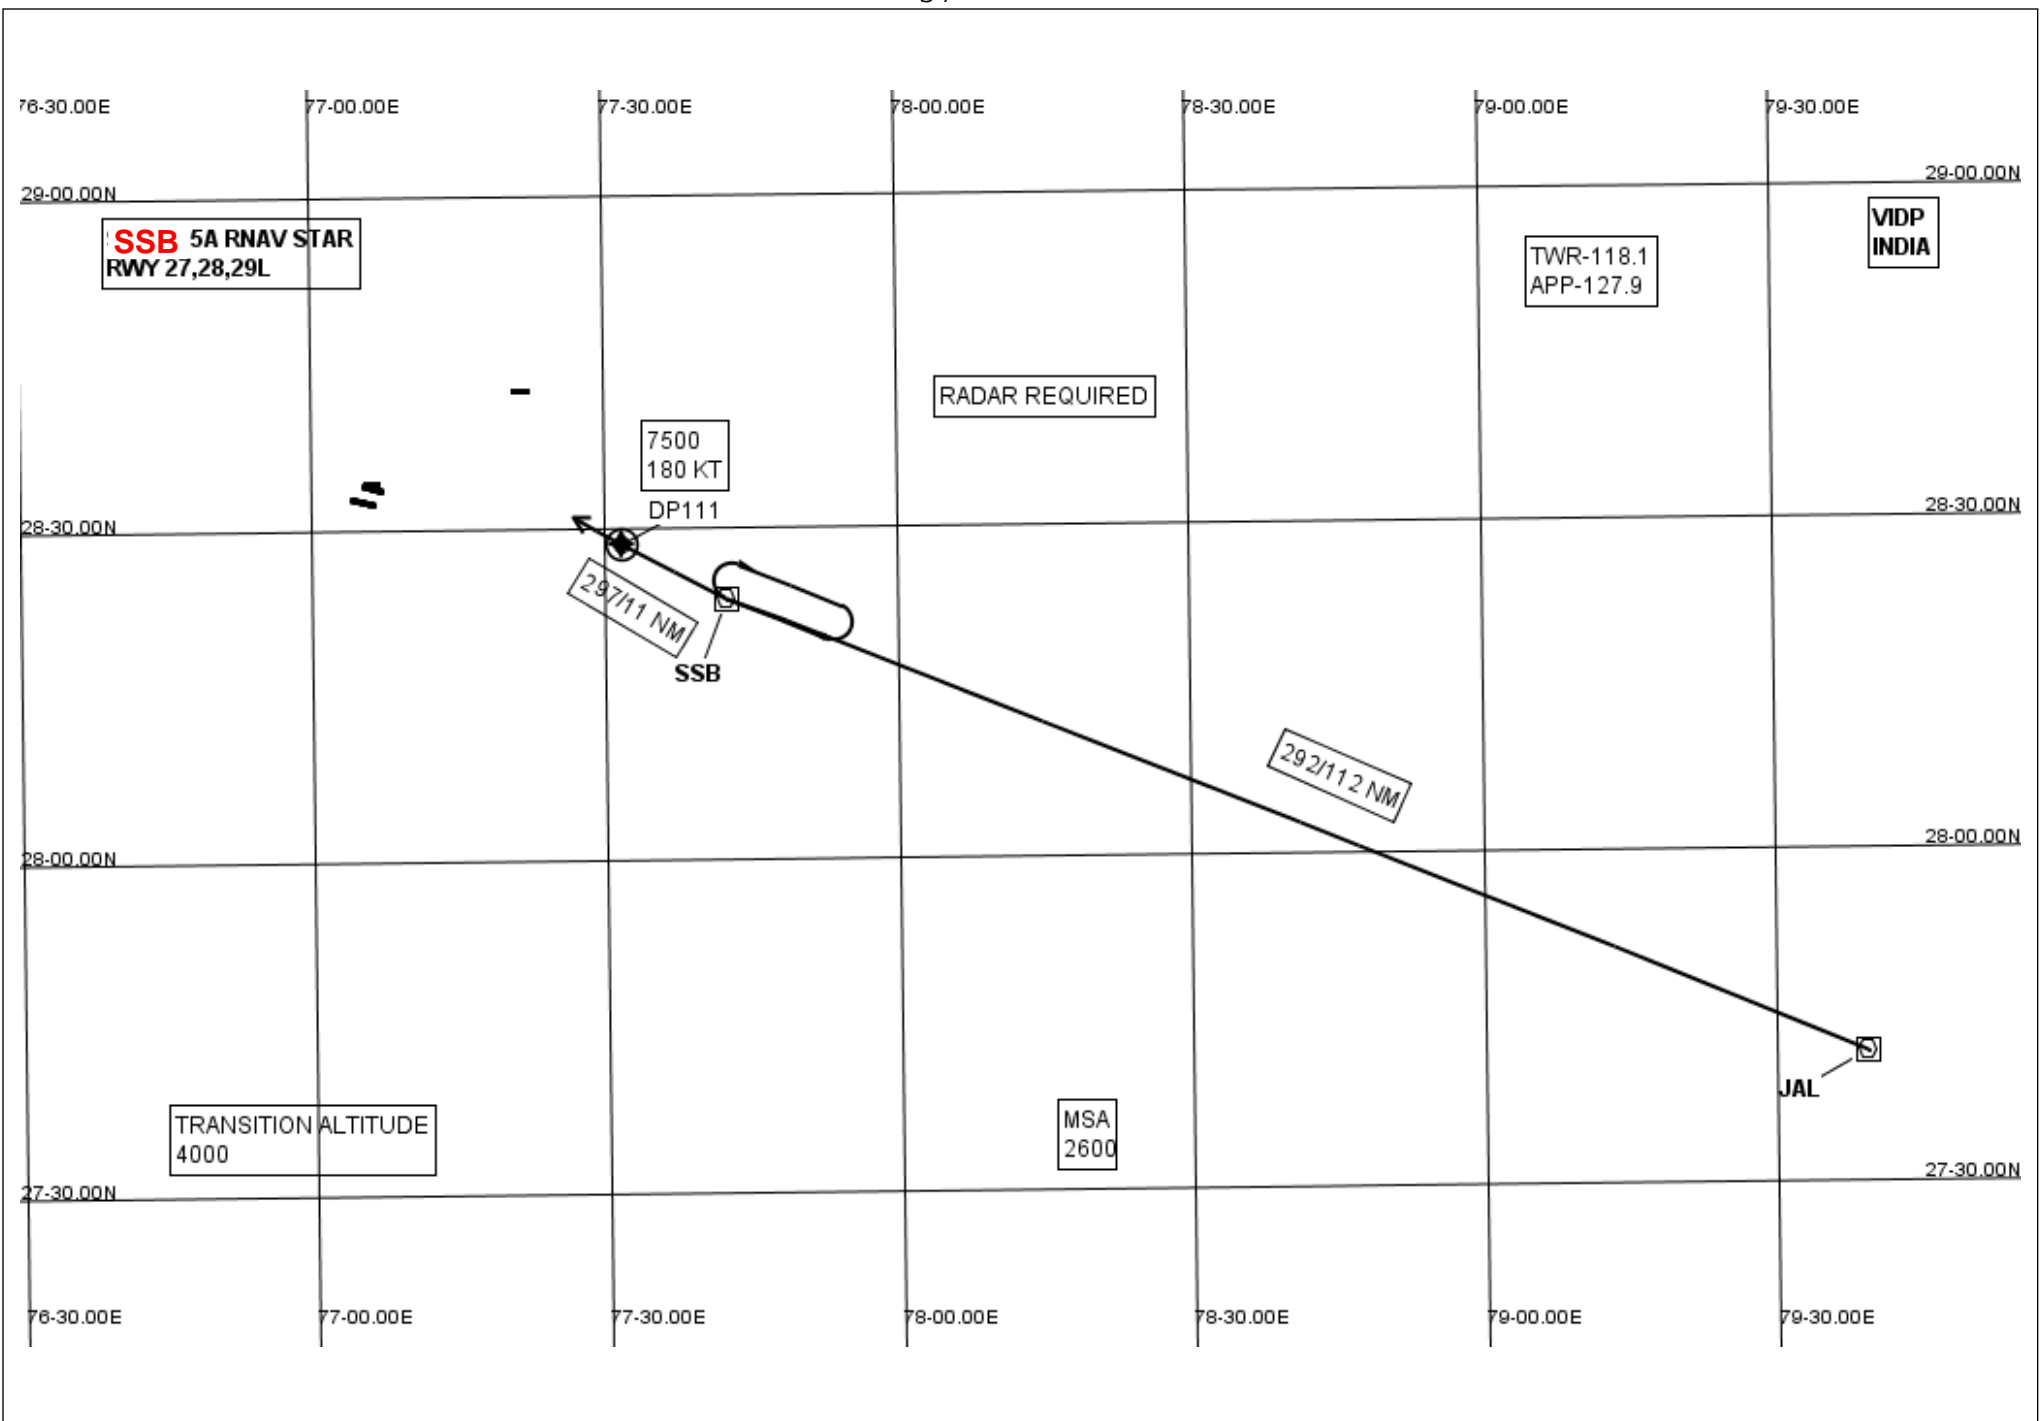 76-30.00E
77-00.00E
77-30.00E
78-00.00E
78-30.00E
79-00.00E
79-30.00E
29-00.00N
29-00.00N
SSB 5A RNAV STAR
RWY 27,28,29L
VIDP
INDIA
TWR-118.1
APP-127.9
RADAR REQUIRED
7500
180 KT
DP111
28-30.00N
28-30.00N
297/11 NM
SSB
292/112 NM
28-00.00N
28-00.00N
JAL
TRANSITION ALTITUDE
4000
MSA
2600
27-30.00N
27-30.00N
76-30.00E
77-00.00E
77-30.00E
78-00.00E
78-30.00E
79-00.00E
79-30.00E